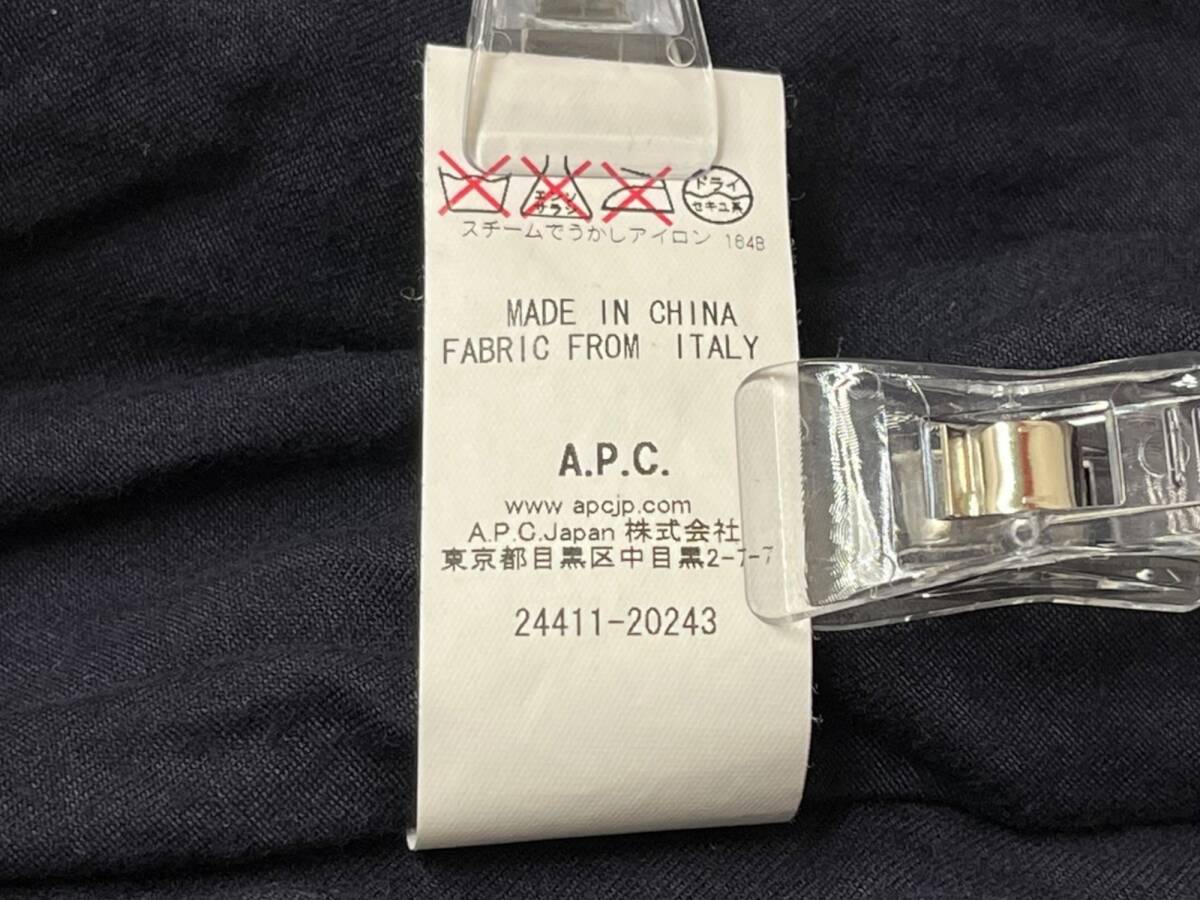 エンソ サラシ
ドライ
セキユ系
スチームでうかしアイロン 184B
MADE IN CHINA
FABRIC FROM ITALY
A.P.C.
www apcjp.com
A.P.C.Japan 株式会社
東京都目黒区中目黒2-7-7
24411-20243